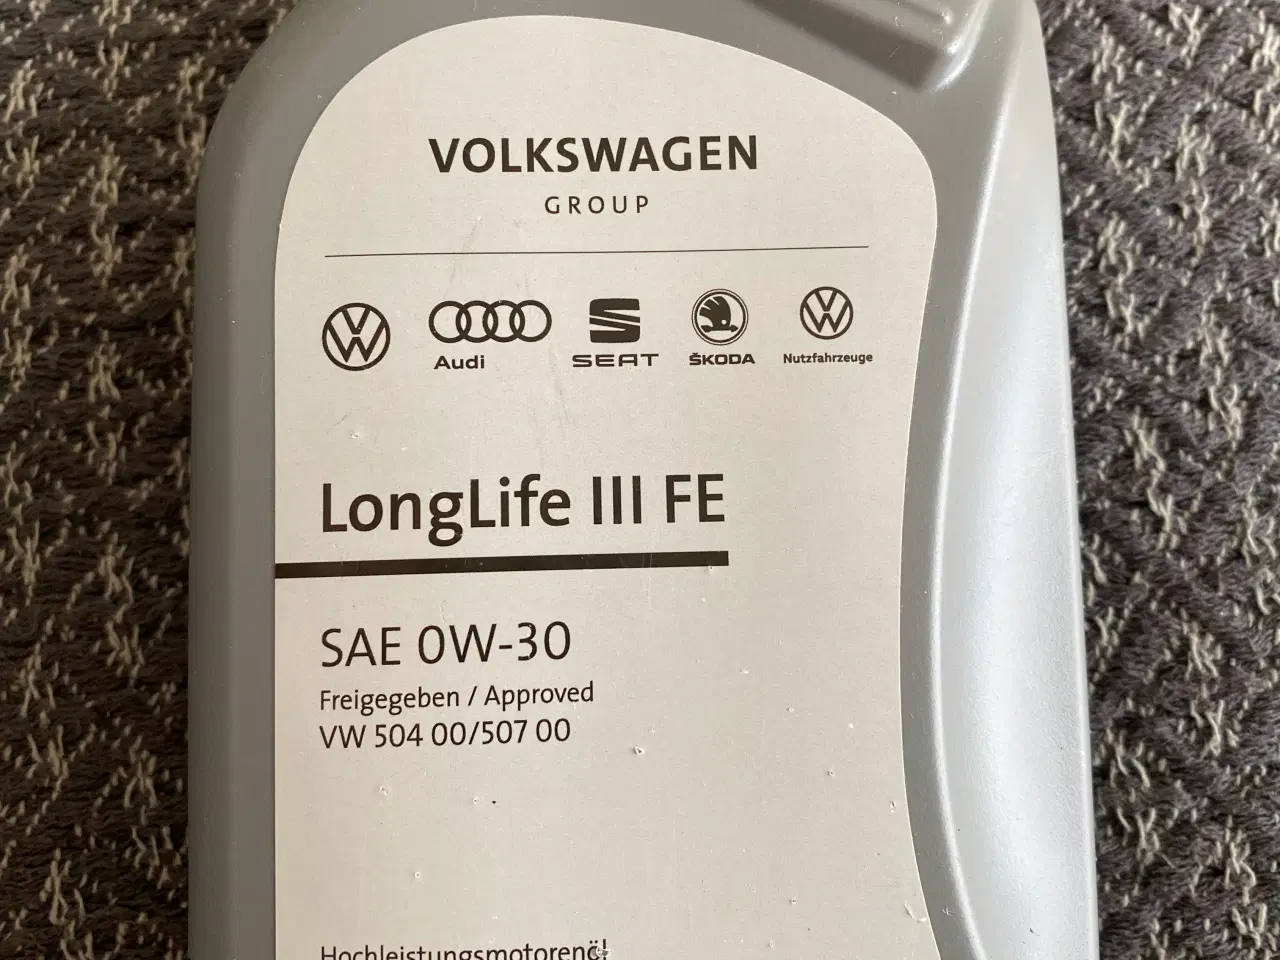 VOLKSWAGEN
GROUP
Audi SEAT ŠKODA Nutzfahrzeuge
LongLife III FE
SAE 0W-30
Freigegeben / Approved
VW 504 00/507 00
Hochleistungsmotorenöl